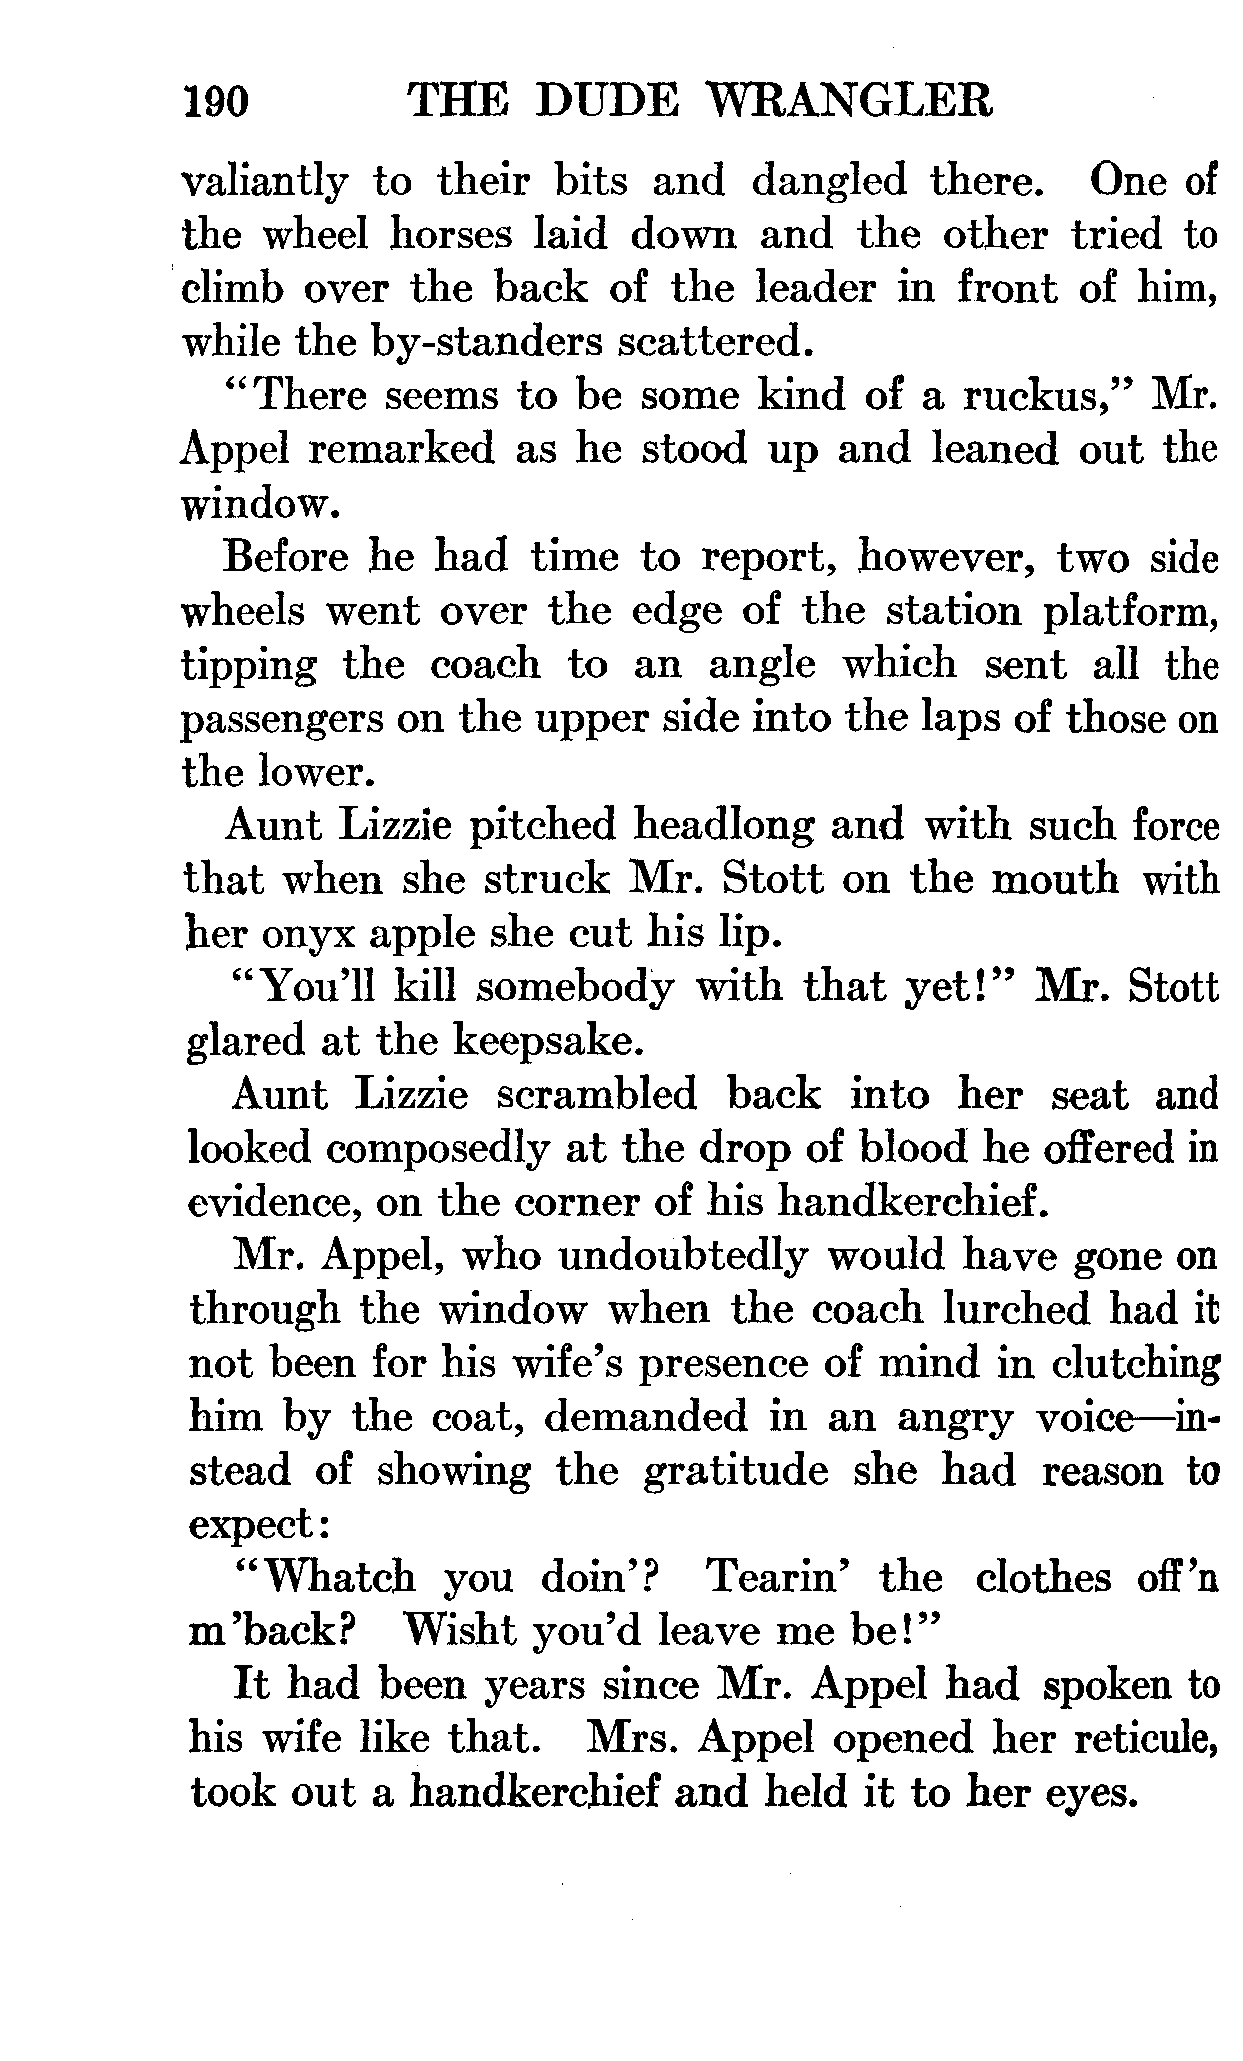 190 THE DUDE WRANGLER
valiantly to their bits and dangled there. One of
the wheel horses laid down and the other tried to
climb over the back of the leader in front of him,
while the by-standers scattered.
"There seems to be some kind of a ruckus," Mr.
Appel remarked as he stood up and leaned out the
window.
Before he had time to report, however, two side
wheels went over the edge of the station platform,
tipping the coach to an angle which sent all the
passengers on the upper side into the laps of those on
the lower.
Aunt Lizzie pitched headlong and with such force
that when she struck Mr. Stott on the mouth with
her onyx apple she cut his lip.
"You'll kill somebody with that yet!" Mr. Stott
glared at the keepsake.
Aunt Lizzie scrambled back into her seat and
looked composedly at the drop of blood he offered in
evidence, on the corner of his handkerchief.
Mr. Appel, who undoubtedly would have gone on
through the window when the coach lurched had it
not been for his wife's presence of mind in clutching
him by the coat, demanded in an angry voice—in-
stead of showing the gratitude she had reason to
expect:
"Whatch you doin'? Tearin' the clothes off'n
m'back? Wisht you'd leave me be!"
It had been years since Mr. Appel had spoken to
his wife like that. Mrs. Appel opened her reticule,
took out a handkerchief and held it to her eyes.